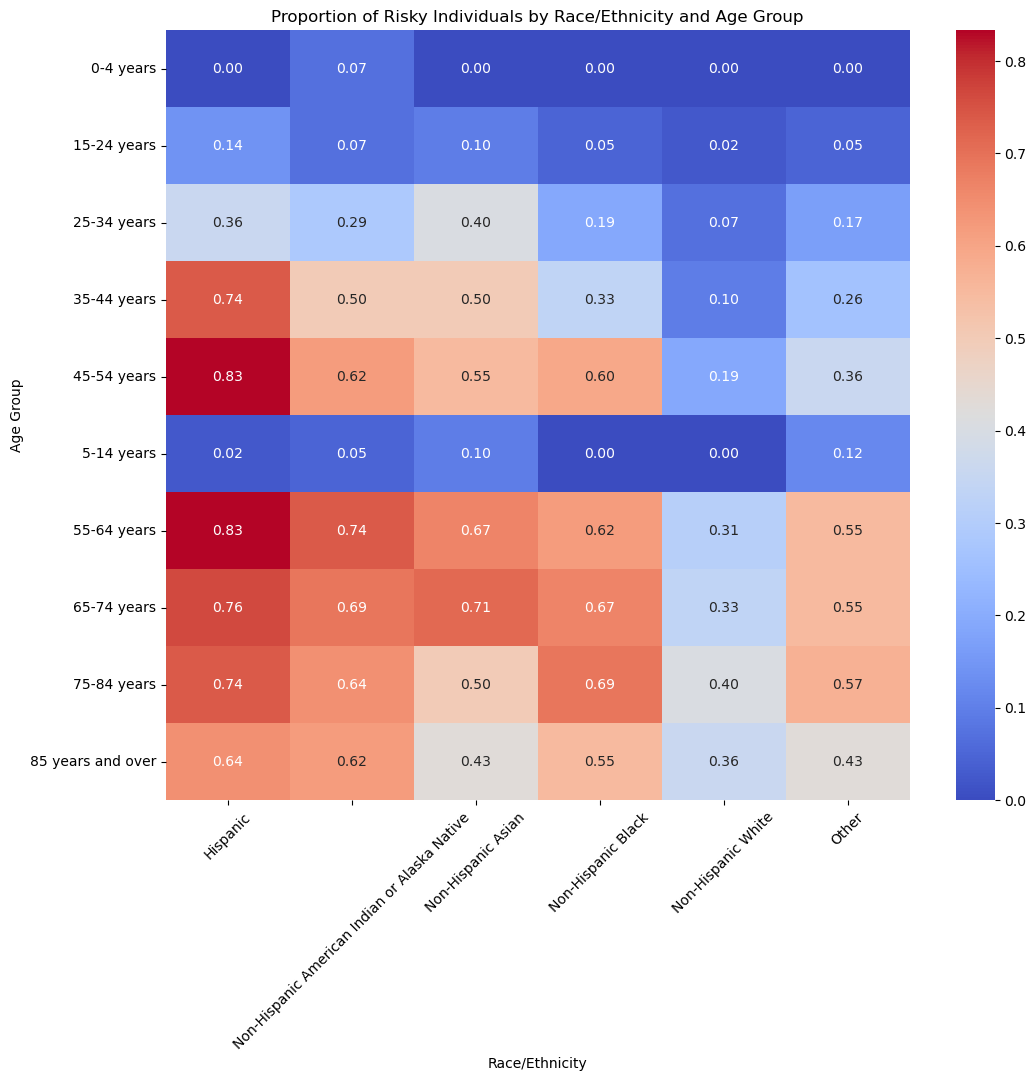 Proportion of Risky Individuals by Race/Ethnicity and Age Group
Age Group
0-4 years 0.00 0.07 0.00 0.00 0.00 0.00
15-24 years 0.14 0.07 0.10 0.05 0.02 0.05
25-34 years 0.36 0.29 0.40 0.19 0.07 0.17
35-44 years 0.74 0.50 0.50 0.33 0.10 0.26
45-54 years 0.83 0.62 0.55 0.60 0.19 0.36
5-14 years 0.02 0.05 0.10 0.00 0.00 0.12
55-64 years 0.83 0.74 0.67 0.62 0.31 0.55
65-74 years 0.76 0.69 0.71 0.67 0.33 0.55
75-84 years 0.74 0.64 0.50 0.69 0.40 0.57
85 years and over 0.64 0.62 0.43 0.55 0.36 0.43
Hispanic
Non-Hispanic American Indian or Alaska Native
Non-Hispanic Asian
Non-Hispanic Black
Non-Hispanic White
Other
Race/Ethnicity
0.8
0.7
0.6
0.5
0.4
0.3
0.2
0.1
0.0